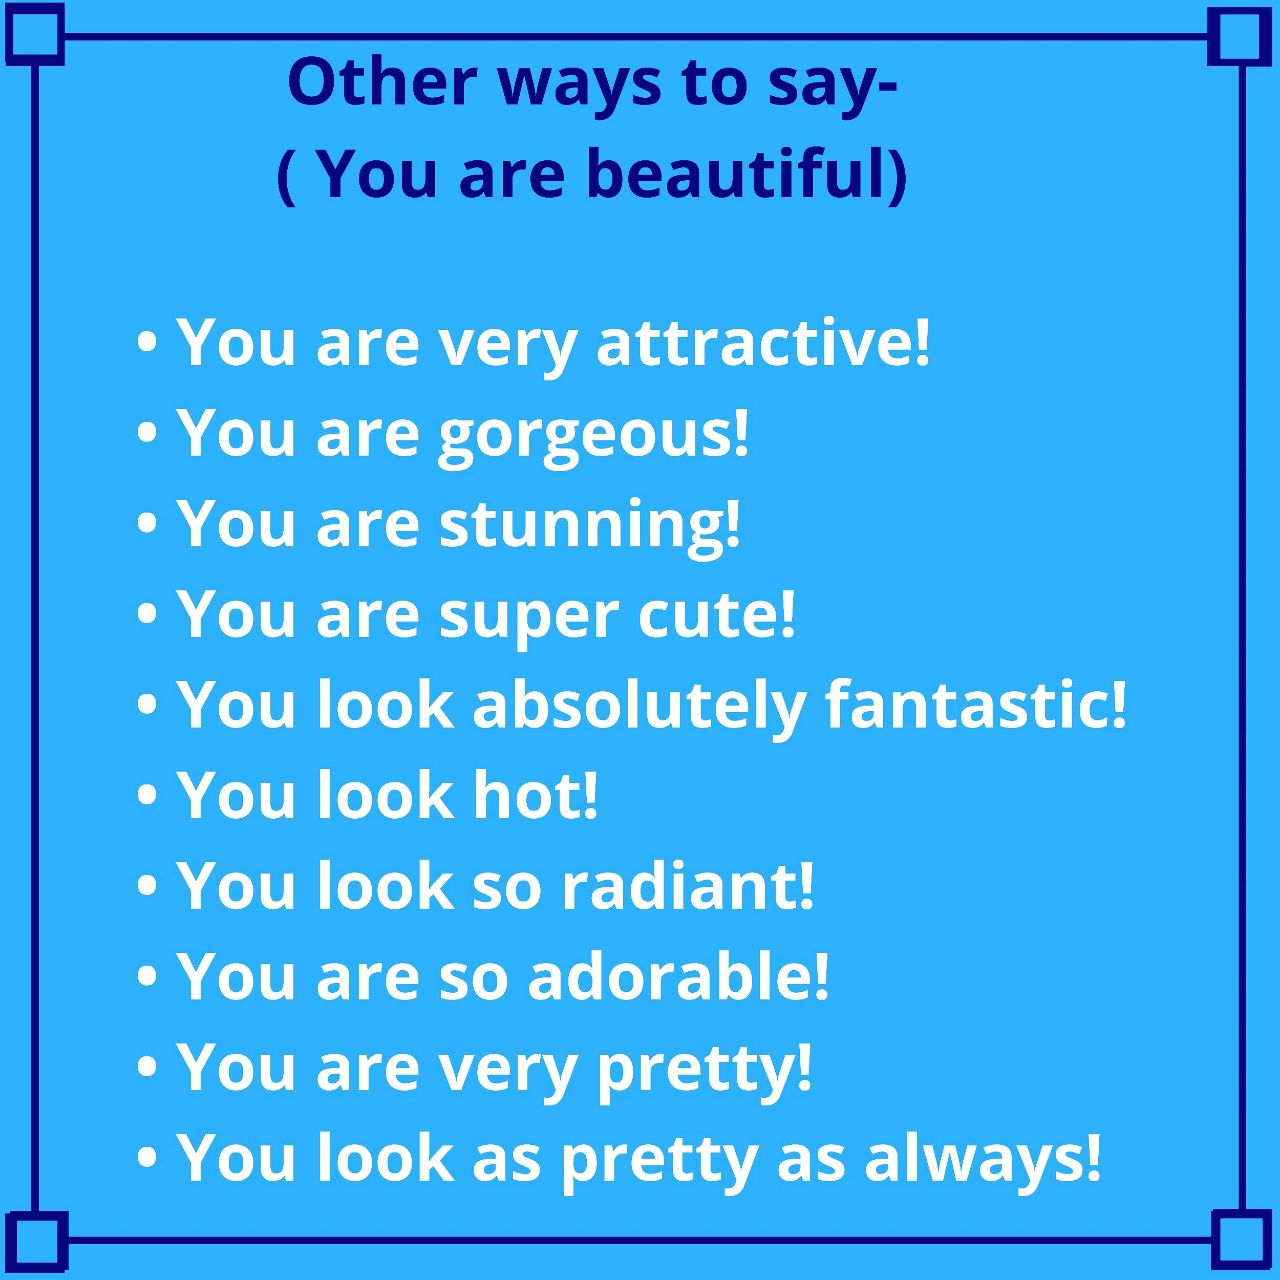 Other ways to say-
( You are beautiful)
• You are very attractive!
• You are gorgeous!
• You are stunning!
• You are super cute!
• You look absolutely fantastic!
• You look hot!
• You look so radiant!
• You are so adorable!
• You are very pretty!
• You look as pretty as always!